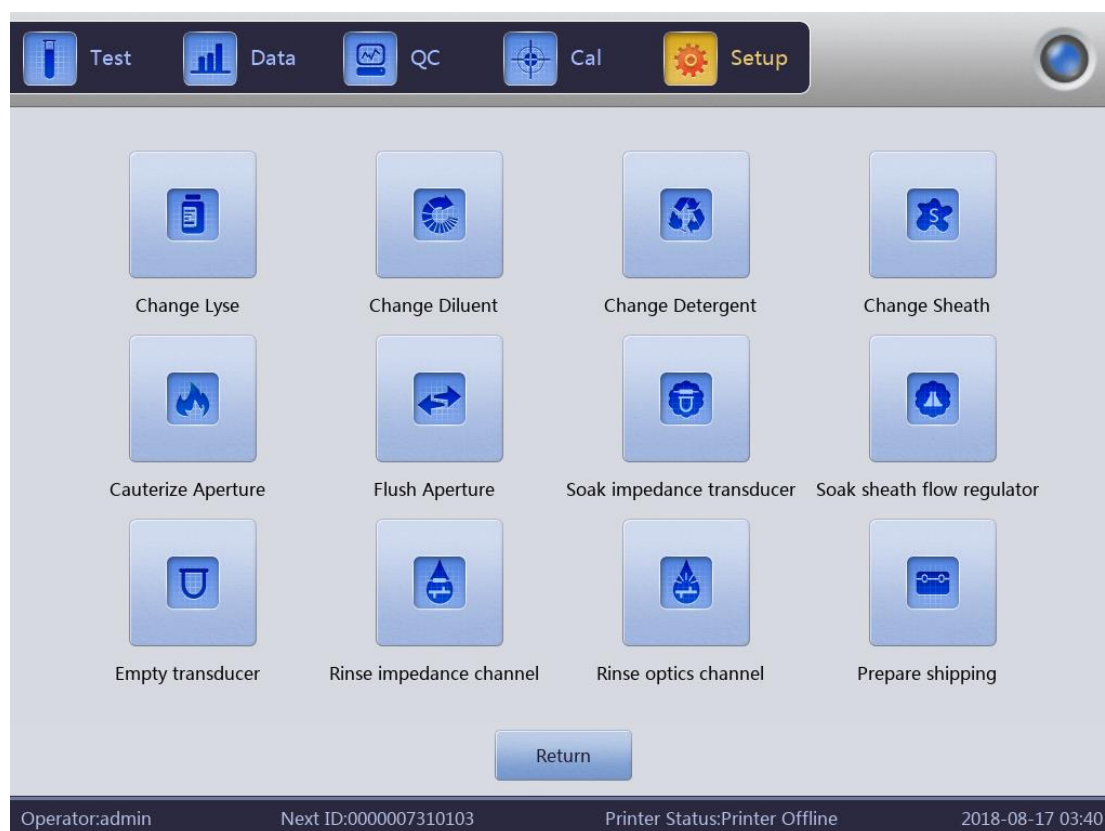 Test Data QC Cal Setup
Change Lyse Change Diluent Change Detergent Change Sheath
S
Cauterize Aperture Flush Aperture Soak impedance transducer Soak sheath flow regulator
Empty transducer Rinse impedance channel Rinse optics channel Prepare shipping
Return
Operator:admin Next ID:0000007310103 Printer Status:Printer Offline 2018-08-17 03:40